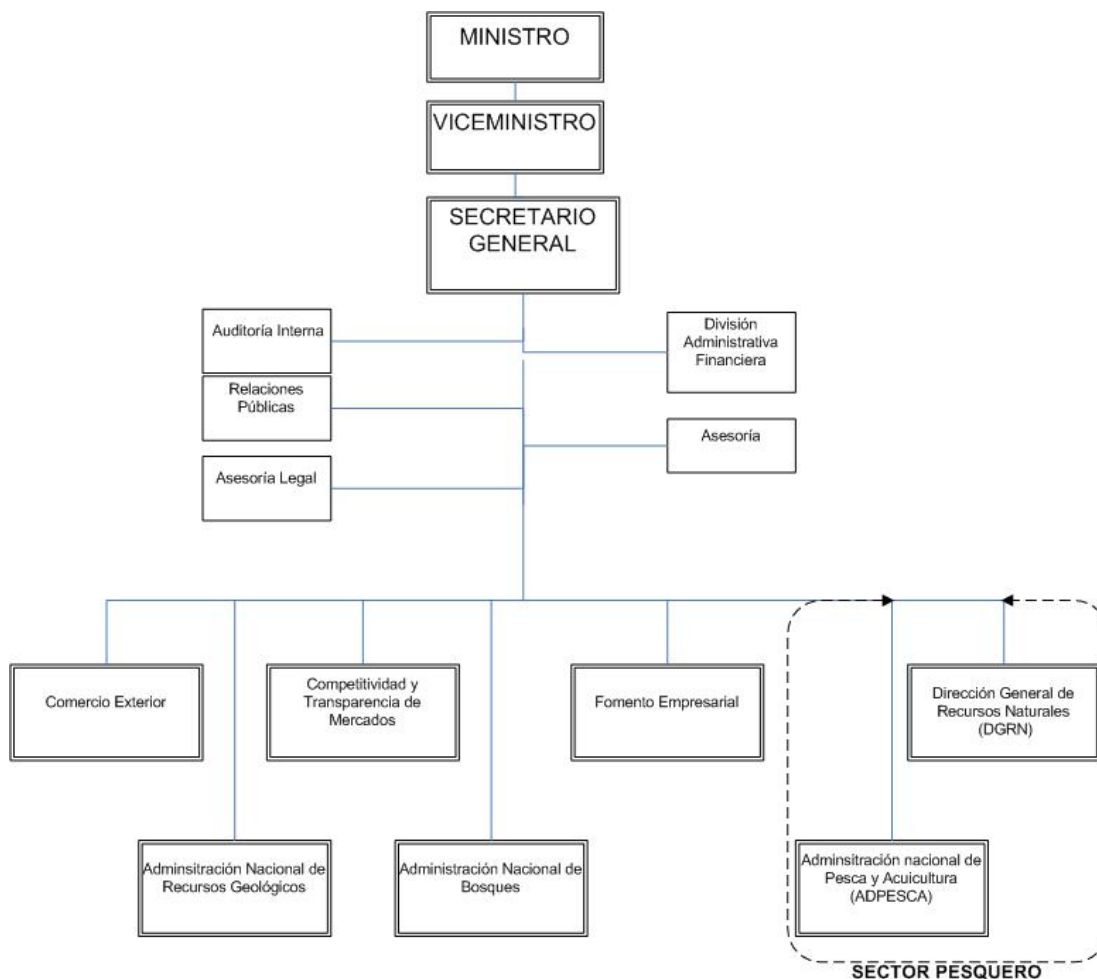 MINISTRO
VICEMINISTRO
SECRETARIO
GENERAL
Auditoría Interna
División
Administrativa
Financiera
Relaciones
Públicas
Asesoría
Asesoría Legal
Comercio Exterior
Competitividad y
Transparencia de
Mercados
Fomento Empresarial
Dirección General de
Recursos Naturales
(DGRN)
Adminsitración Nacional de
Recursos Geológicos
Administración Nacional de
Bosques
Adminsitración nacional de
Pesca y Acuicultura
(ADPESCA)
SECTOR PESQUERO